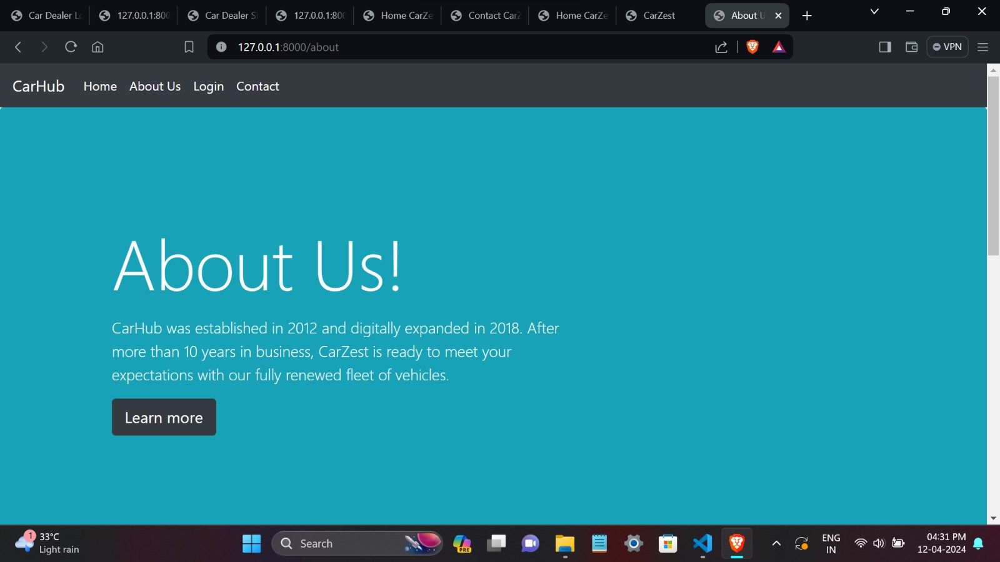 Car Dealer Lo
127.0.0.1:800
Car Dealer Si
127.0.0.1:800
Home CarZe
Contact CarZ
Home CarZe
CarZest
About U
127.0.0.1:8000/about
VPN
CarHub Home About Us Login Contact
About Us!
CarHub was established in 2012 and digitally expanded in 2018. After
more than 10 years in business, CarZest is ready to meet your
expectations with our fully renewed fleet of vehicles.
Learn more
1
33°C
Light rain
Search
PRE
ENG
IN
04:31 PM
12-04-2024